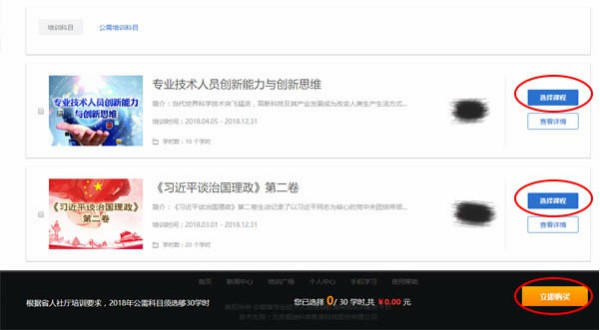 培训科目 公需培训科目
专业技术人员创新能力
与创新思维
专业技术人员创新能力与创新思维
简介：当代世界科学技术突飞猛进，高新科技及其产业发展成为改变人类生产生活方式...
培训时间：2018.04.05 - 2018.12.31
学时数：10 个学时
选择课程
查看详情
《习近平谈治国理政》
第二卷
《习近平谈治国理政》第二卷
简介：《习近平谈治国理政》第二卷生动记录了以习近平同志为核心的党中央团结带领...
培训时间：2018.03.01 - 2018.12.31
学时数：20 个学时
选择课程
查看详情
首页 新闻中心 培训广场 个人中心 手机学习 使用帮助
根据省人社厅培训要求，2018年公需科目须选够30学时
您已选择 0/ 30 学时,共 ¥0.00 元
立即购买